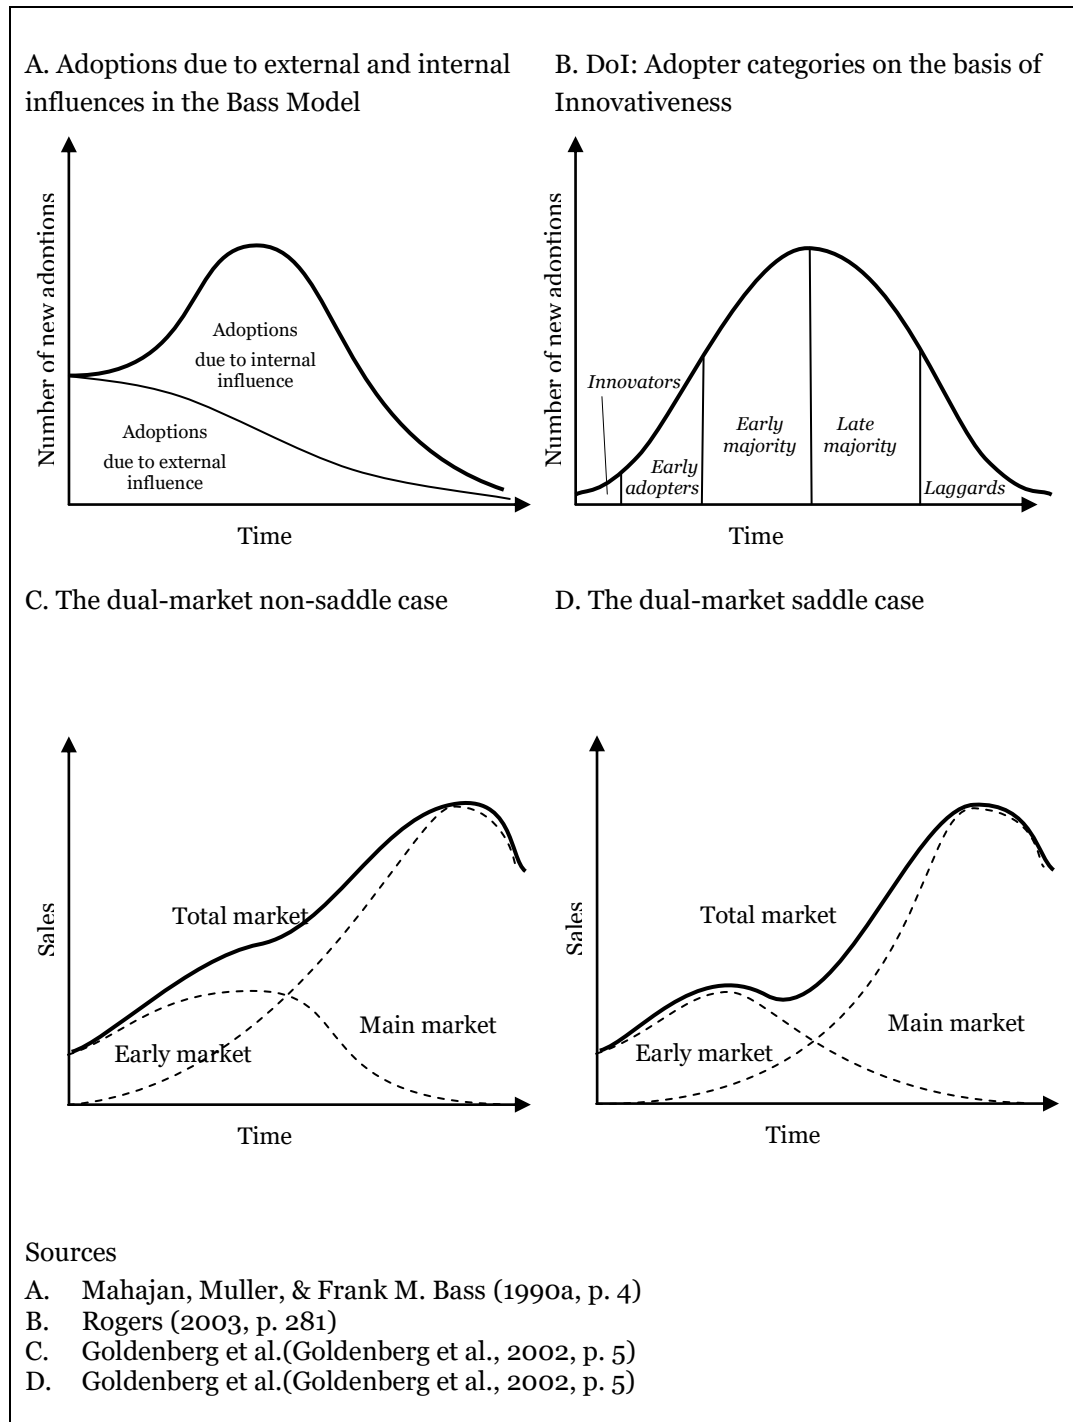 A. Adoptions due to external and internal
influences in the Bass Model
B. DoI: Adopter categories on the basis of
Innovativeness
Number of new adoptions
Adoptions
due to internal
influence
Adoptions
due to external
influence
Time
Number of new adoptions
Innovators
Early
adopters
Early
majority
Late
majority
Laggards
Time
C. The dual-market non-saddle case
D. The dual-market saddle case
Sales
Total market
Early market
Main market
Time
Sales
Total market
Early market
Main market
Time
Sources
A. Mahajan, Muller, & Frank M. Bass (1990a, p. 4)
B. Rogers (2003, p. 281)
C. Goldenberg et al.(Goldenberg et al., 2002, p. 5)
D. Goldenberg et al.(Goldenberg et al., 2002, p. 5)